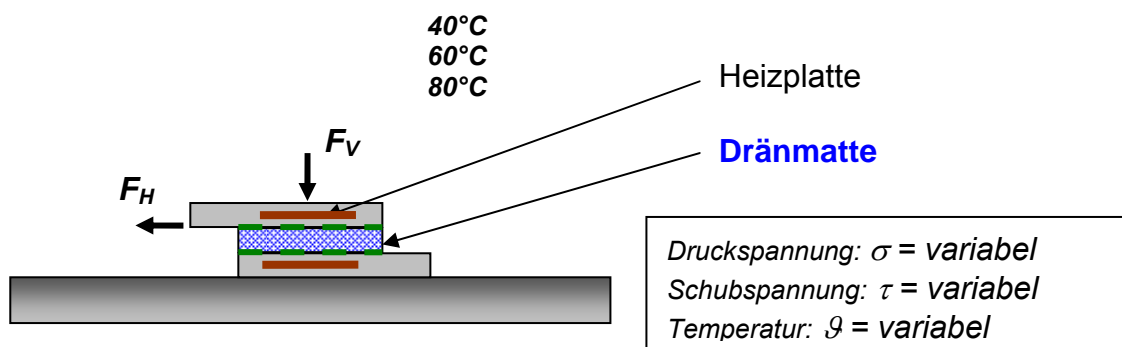 40°C
60°C
80°C
Heizplatte
Dränmatte
F_V
F_H
Druckspannung: σ = variabel
Schubspannung: τ = variabel
Temperatur: ϑ = variabel